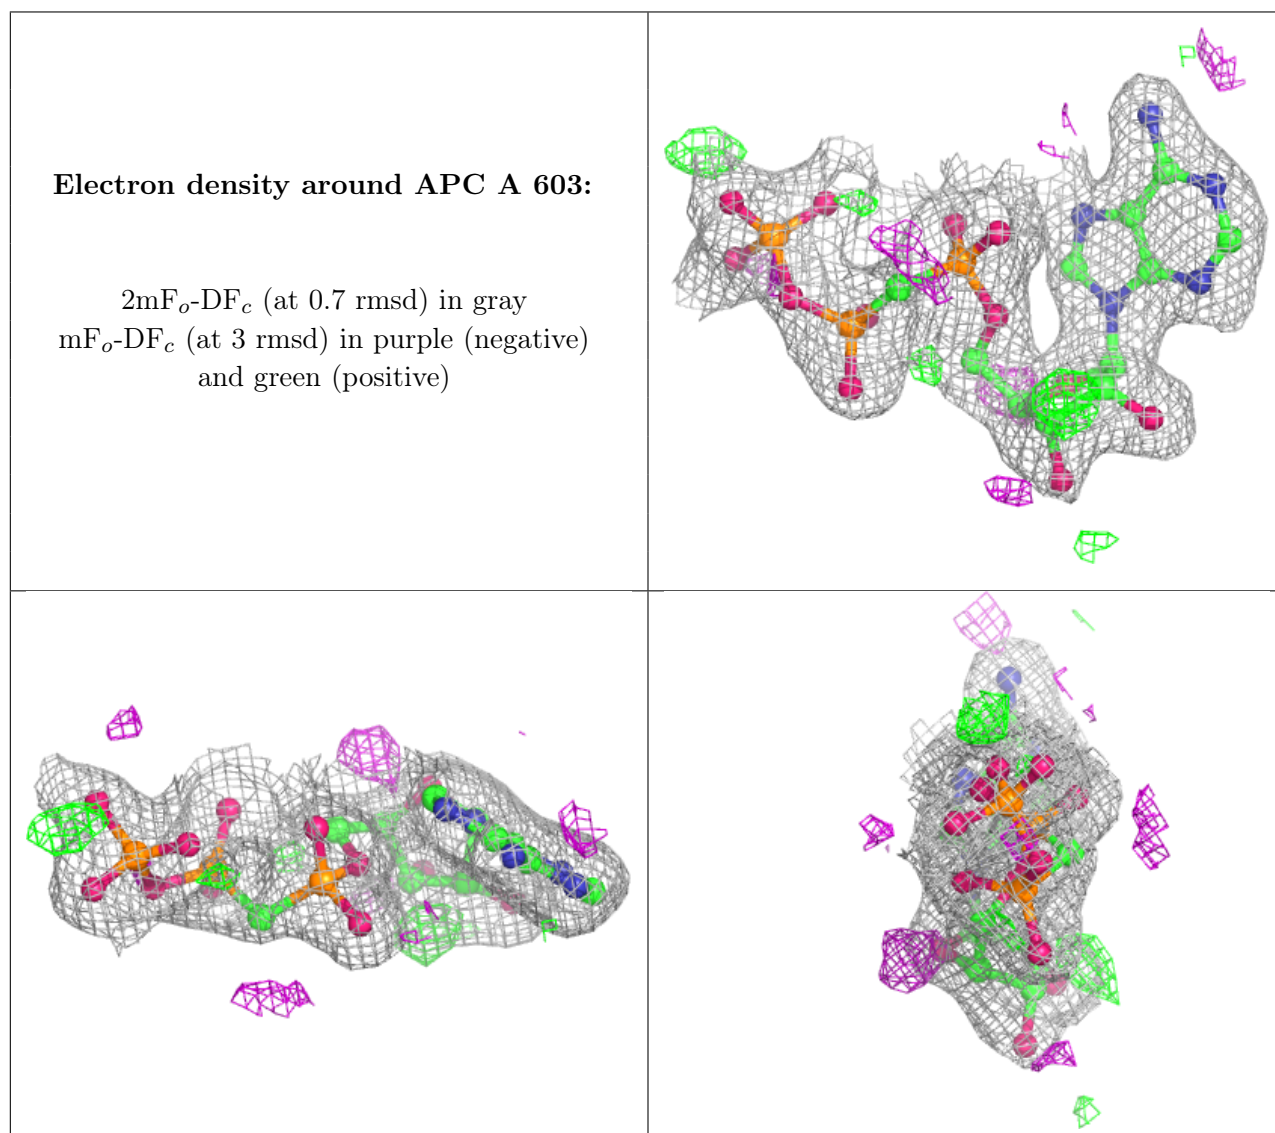 Electron density around APC A 603:
2mFo-DFc (at 0.7 rmsd) in gray
mFo-DFc (at 3 rmsd) in purple (negative)
and green (positive)